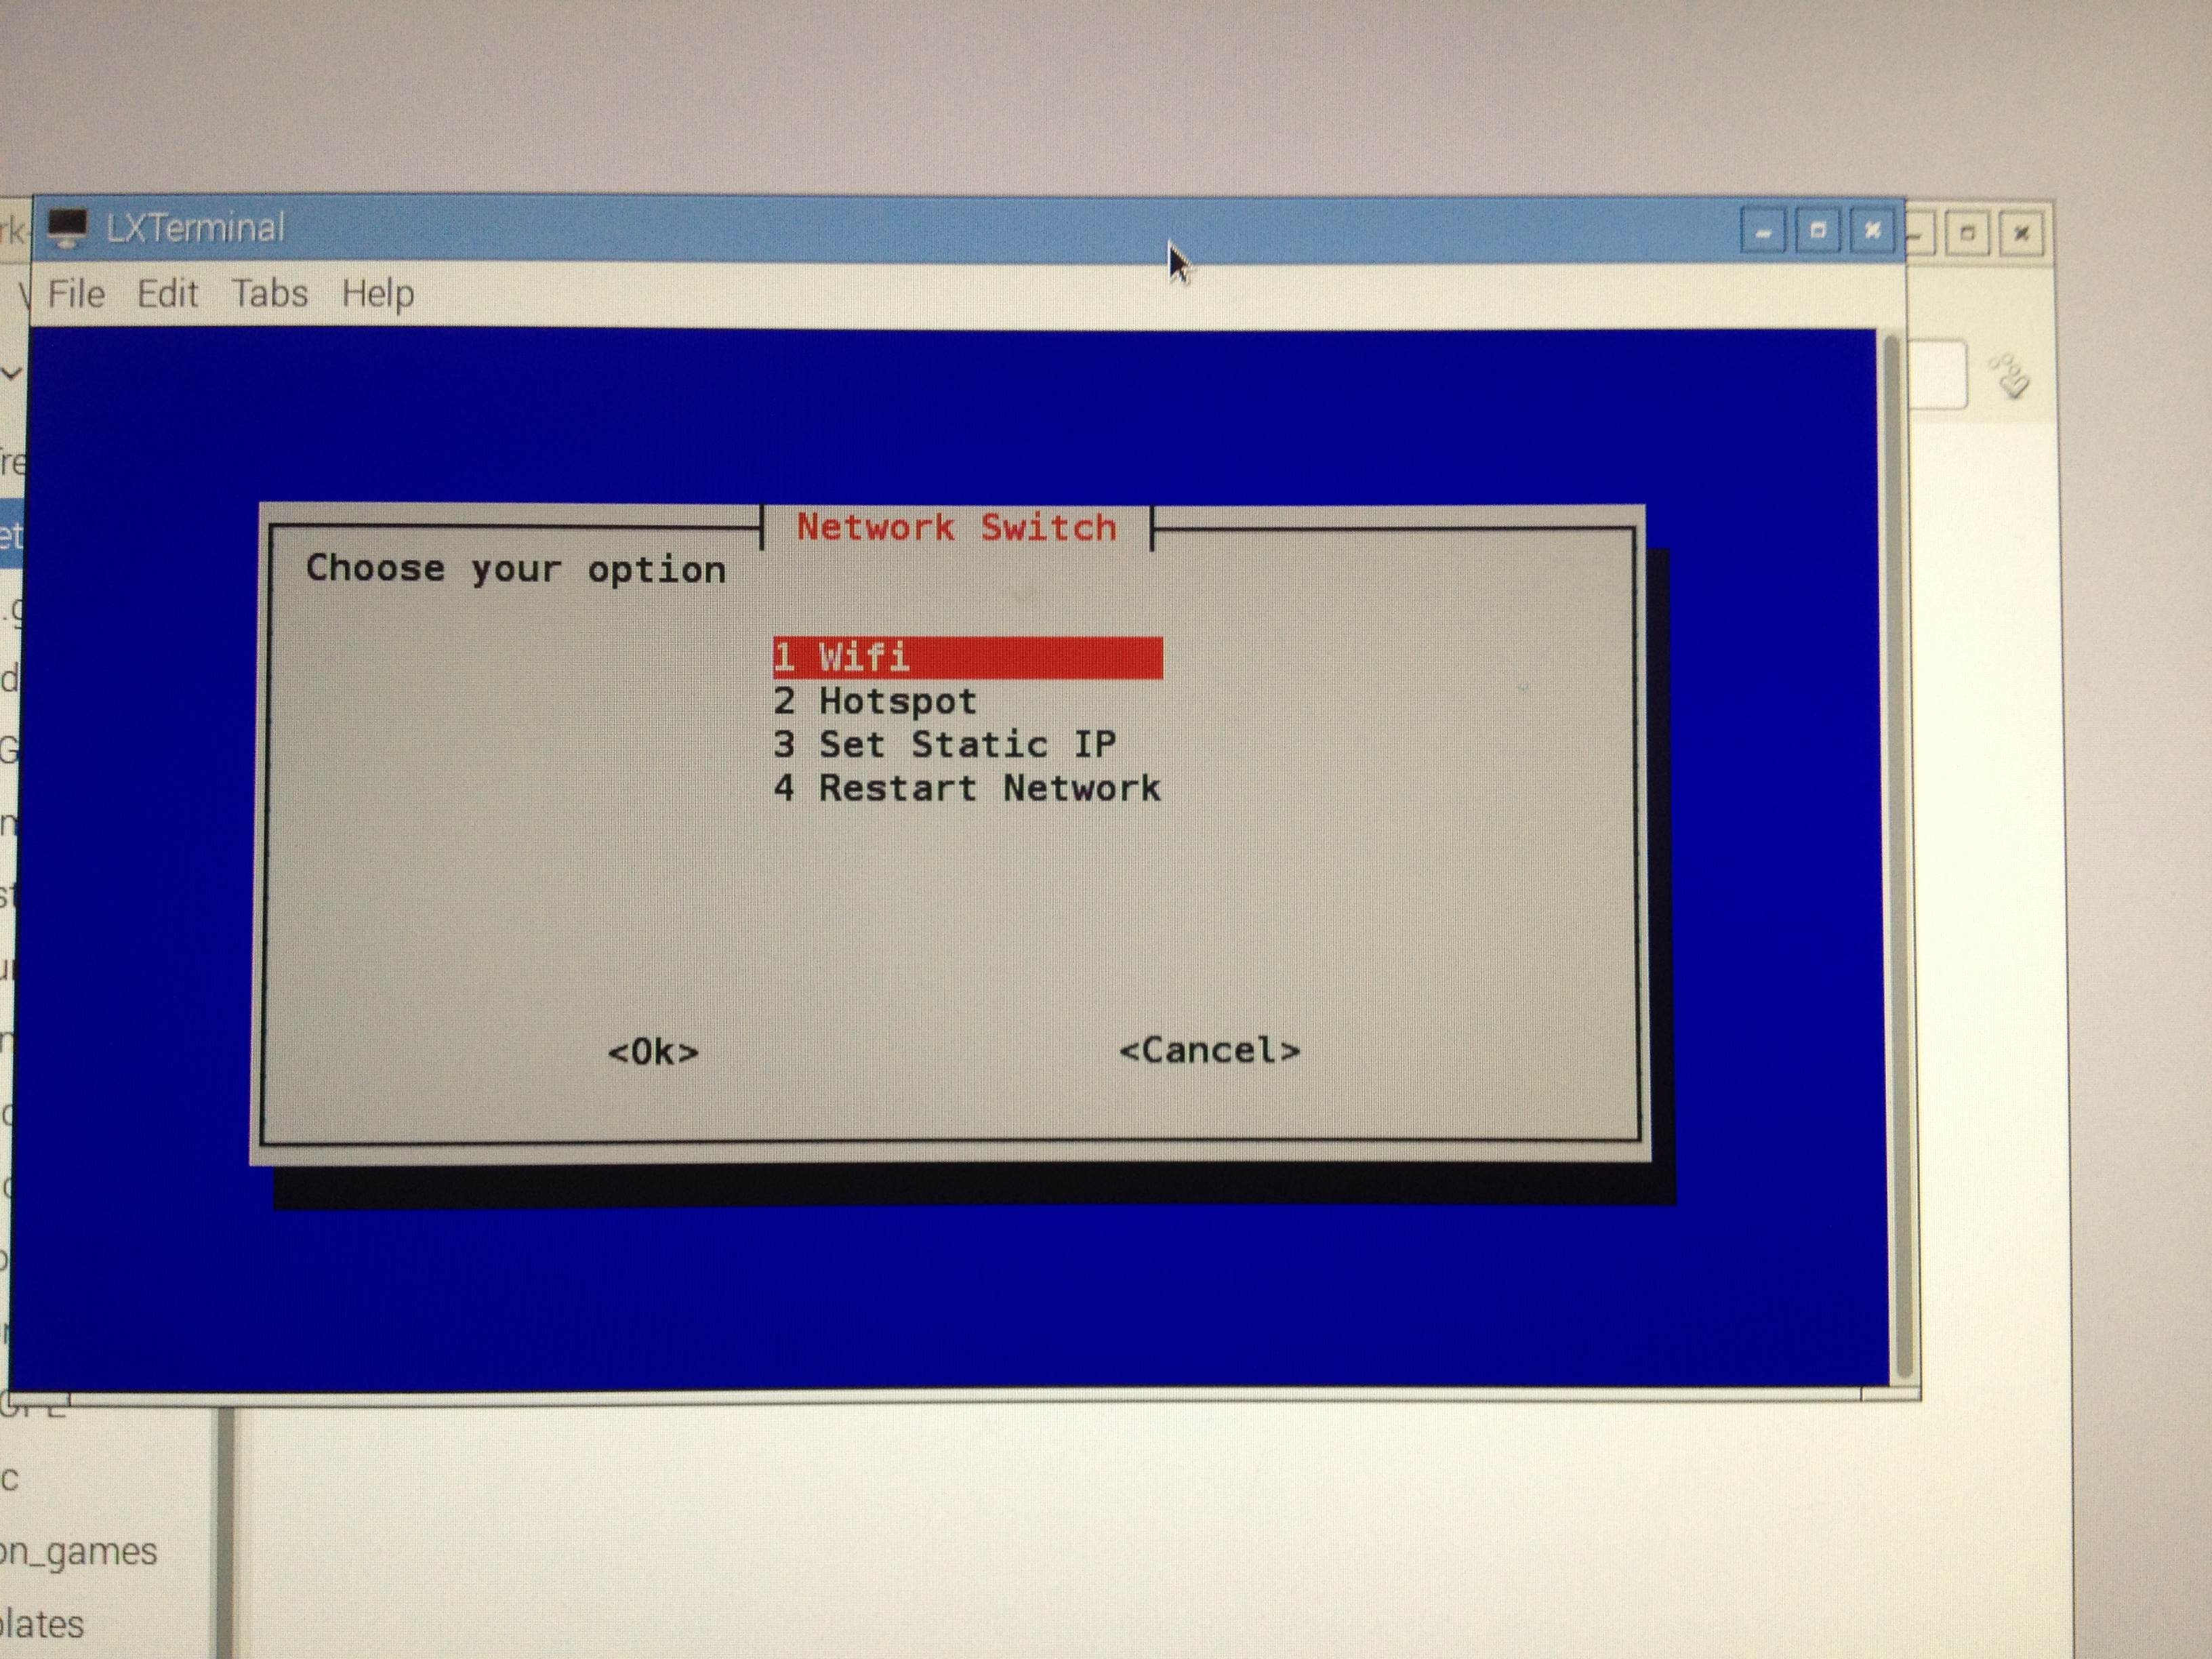 LXTerminal
File Edit Tabs Help
Network Switch
Choose your option
1 Wifi
2 Hotspot
3 Set Static IP
4 Restart Network
<Ok> <Cancel>
on_games
plates